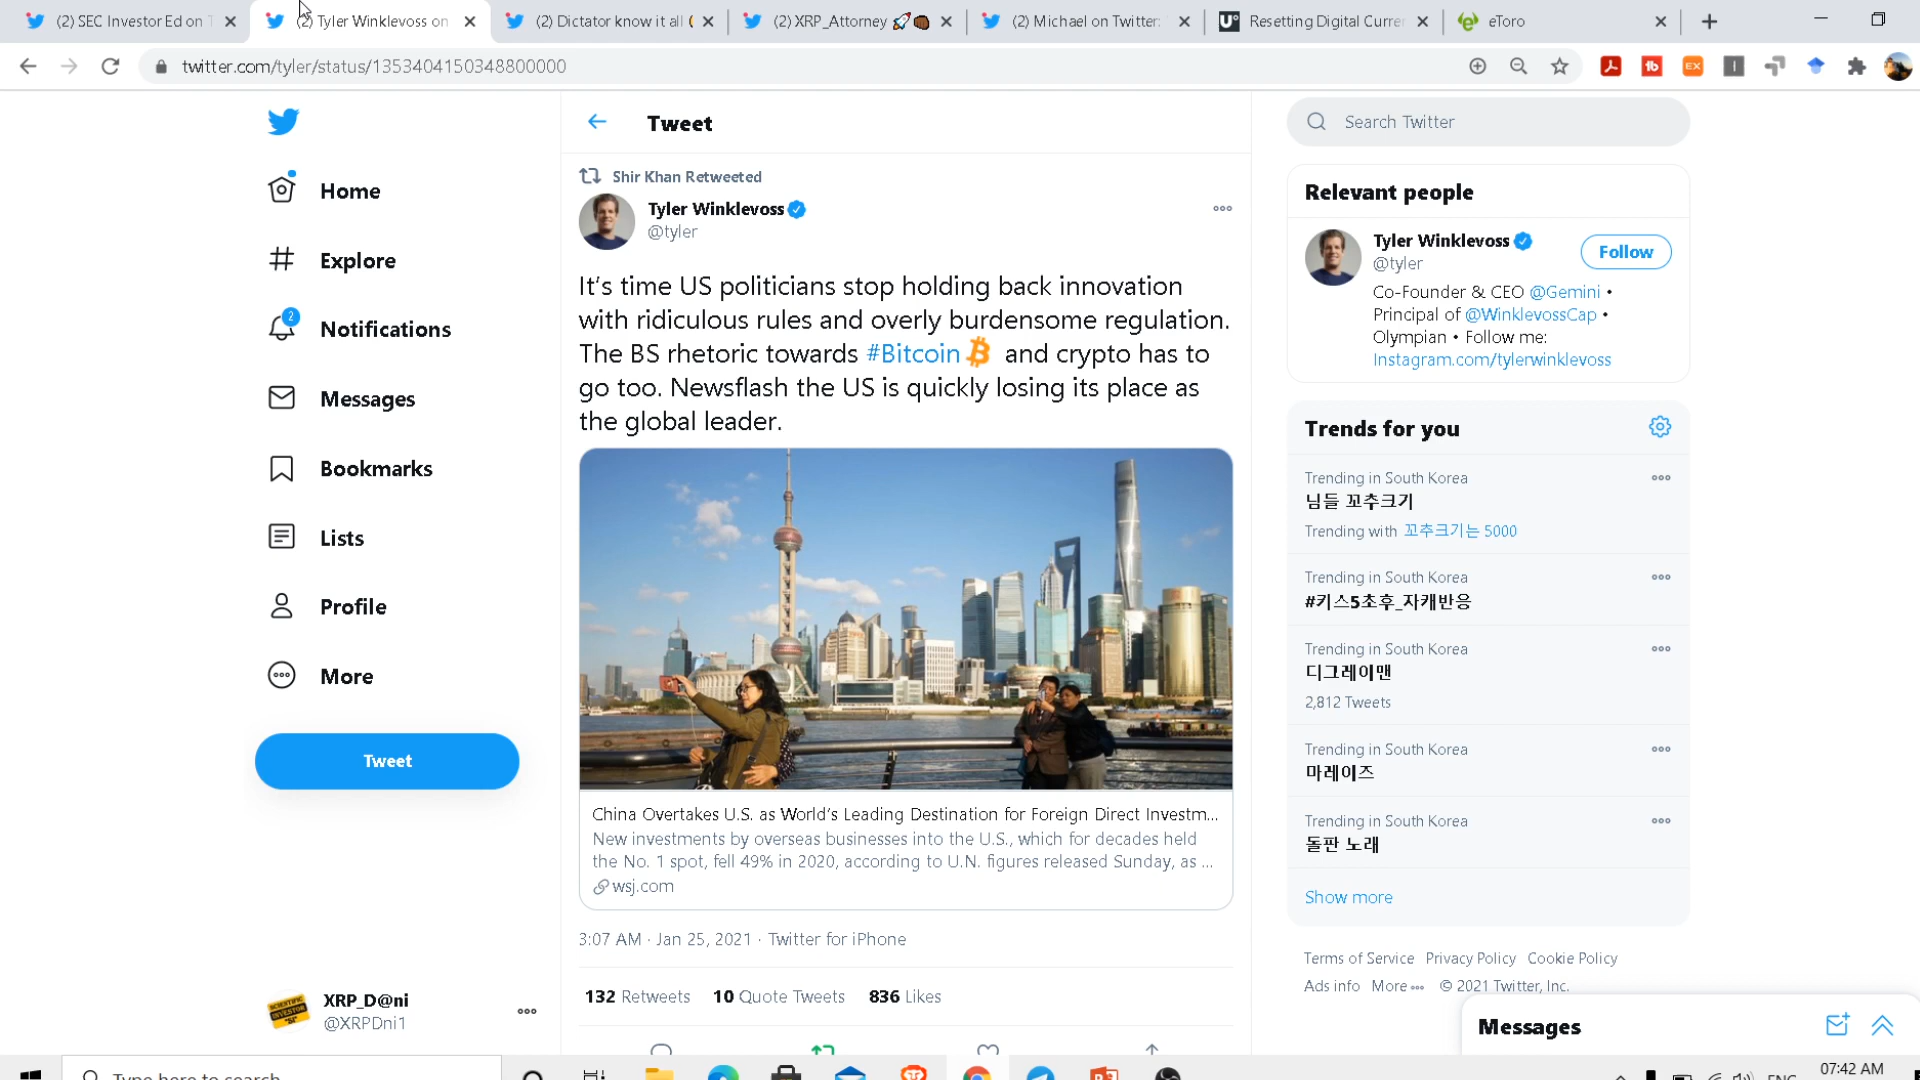 (2) SEC Investor Ed on T
(2) Tyler Winklevoss on
(2) Dictator know it all (
(2) XRP_Attorney 🚀
(2) Michael on Twitter:
Resetting Digital Curre
eToro
twitter.com/tyler/status/1353404150348800000
Home
Explore
2
Notifications
Messages
Bookmarks
Lists
Profile
More
Tweet
XRP_D@ni
@XRPDni1
Tweet
Shir Khan Retweeted
Tyler Winklevoss
@tyler
It's time US politicians stop holding back innovation
with ridiculous rules and overly burdensome regulation.
The BS rhetoric towards #Bitcoin and crypto has to
go too. Newsflash the US is quickly losing its place as
the global leader.
China Overtakes U.S. as World's Leading Destination for Foreign Direct Investm...
New investments by overseas businesses into the U.S., which for decades held
the No. 1 spot, fell 49% in 2020, according to U.N. figures released Sunday, as ...
wsj.com
3:07 AM · Jan 25, 2021 · Twitter for iPhone
132 Retweets 10 Quote Tweets 836 Likes
Search Twitter
Relevant people
Tyler Winklevoss
@tyler
Follow
Co-Founder & CEO @Gemini •
Principal of @WinklevossCap •
Olympian • Follow me:
Instagram.com/tylerwinklevoss
Trends for you
Trending in South Korea
님들 꼬추크기
Trending with 꼬추크기는 5000
Trending in South Korea
#키스5초후_자캐반응
Trending in South Korea
디그레이맨
2,812 Tweets
Trending in South Korea
마레이즈
Trending in South Korea
돌판 노래
Show more
Terms of Service Privacy Policy Cookie Policy
Ads info More © 2021 Twitter, Inc.
Messages
Type here to search
ENG
07:42 AM